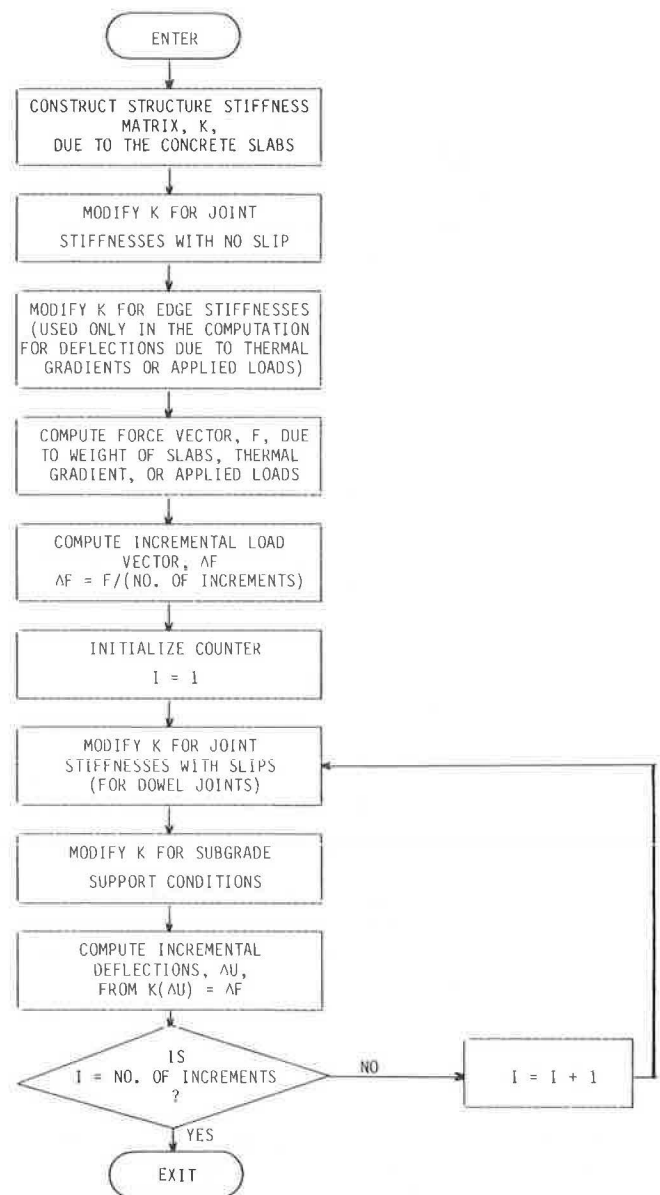 ENTER
CONSTRUCT STRUCTURE STIFFNESS
MATRIX, K,
DUE TO THE CONCRETE SLABS
MODIFY K FOR JOINT
STIFFNESSES WITH NO SLIP
MODIFY K FOR EDGE STIFFNESSES
(USED ONLY IN THE COMPUTATION
FOR DEFLECTIONS DUE TO THERMAL
GRADIENTS OR APPLIED LOADS)
COMPUTE FORCE VECTOR, F, DUE
TO WEIGHT OF SLABS, THERMAL
GRADIENT, OR APPLIED LOADS
COMPUTE INCREMENTAL LOAD
VECTOR, ΔF
ΔF = F/(NO. OF INCREMENTS)
INITIALIZE COUNTER
I = 1
MODIFY K FOR JOINT
STIFFNESSES WITH SLIPS
(FOR DOWEL JOINTS)
MODIFY K FOR SUBGRADE
SUPPORT CONDITIONS
COMPUTE INCREMENTAL
DEFLECTIONS, ΔU,
FROM K(ΔU) = ΔF
IS
I = NO. OF INCREMENTS
?
NO
I = I + 1
YES
EXIT